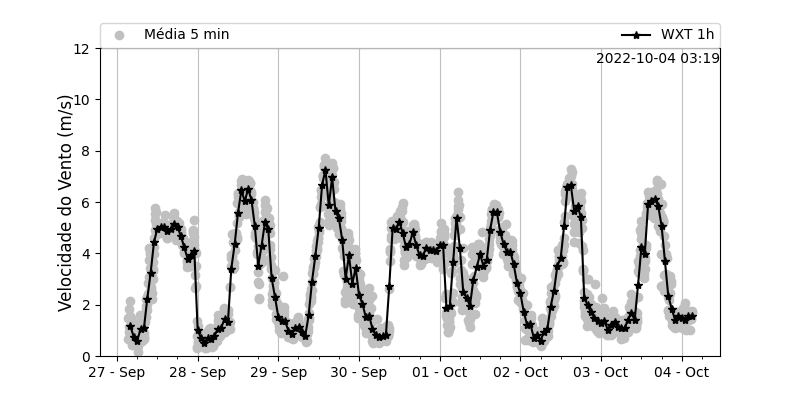 Média 5 min
WXT 1h
2022-10-04 03:19
Velocidade do Vento (m/s)
12
10
8
6
4
2
0
27 - Sep
28 - Sep
29 - Sep
30 - Sep
01 - Oct
02 - Oct
03 - Oct
04 - Oct